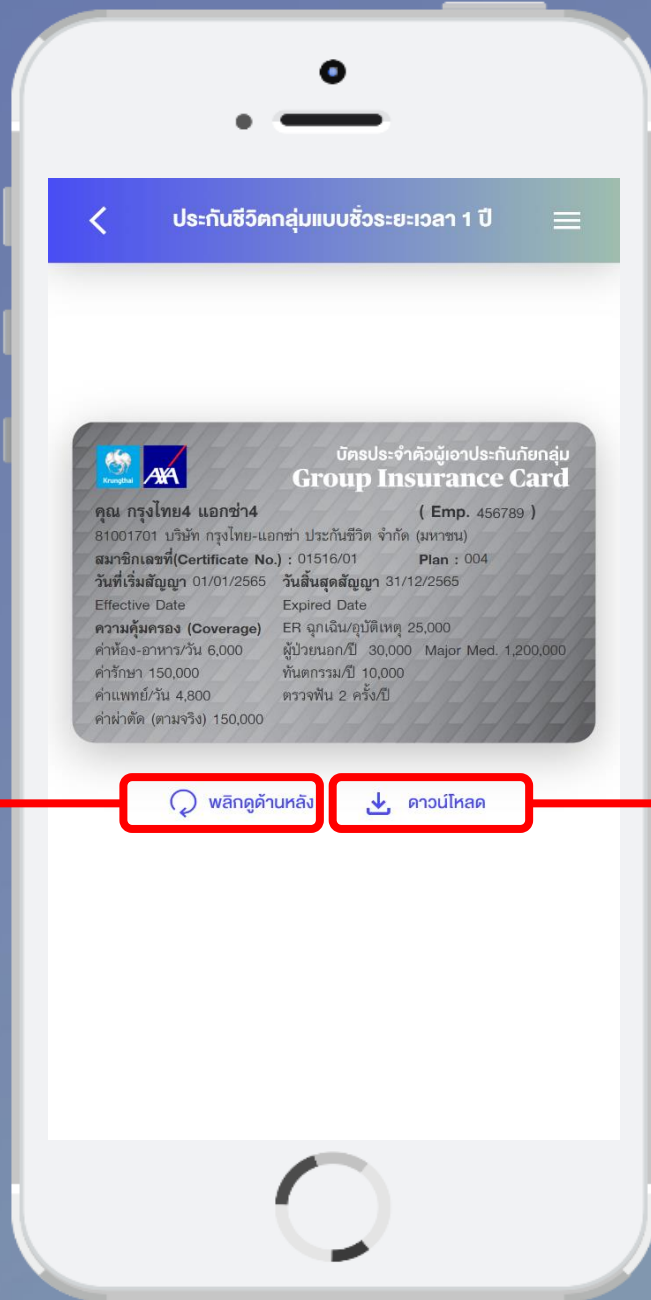 ประกันชีวิตกลุ่มแบบชั่วระยะเวลา 1 ปี
Krungthai AXA
บัตรประจำตัวผู้เอาประกันภัยกลุ่ม
Group Insurance Card
คุณ กรุงไทย4 แอกซ่า4 ( Emp. 456789 )
81001701 บริษัท กรุงไทย-แอกซ่า ประกันชีวิต จำกัด (มหาชน)
สมาชิกเลขที่(Certificate No.) : 01516/01 Plan : 004
วันที่เริ่มสัญญา 01/01/2565 วันสิ้นสุดสัญญา 31/12/2565
Effective Date Expired Date
ความคุ้มครอง (Coverage) ER ฉุกเฉิน/อุบัติเหตุ 25,000
ค่าห้อง-อาหาร/วัน 6,000 ผู้ป่วยนอก/ปี 30,000 Major Med. 1,200,000
ค่ารักษา 150,000 ทันตกรรม/ปี 10,000
ค่าแพทย์/วัน 4,800 ตรวจฟัน 2 ครั้ง/ปี
ค่าผ่าตัด (ตามจริง) 150,000
พลิกดูด้านหลัง ดาวน์โหลด